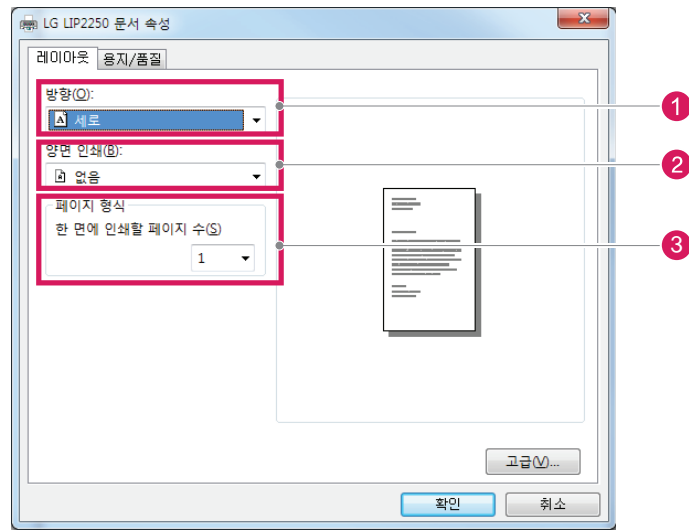 LG LIP2250 문서 속성
레이아웃 용지/품질
방향(O):
세로
1
양면 인쇄(B):
없음
2
페이지 형식
한 면에 인쇄할 페이지 수(S)
1
3
고급(V)...
확인 취소